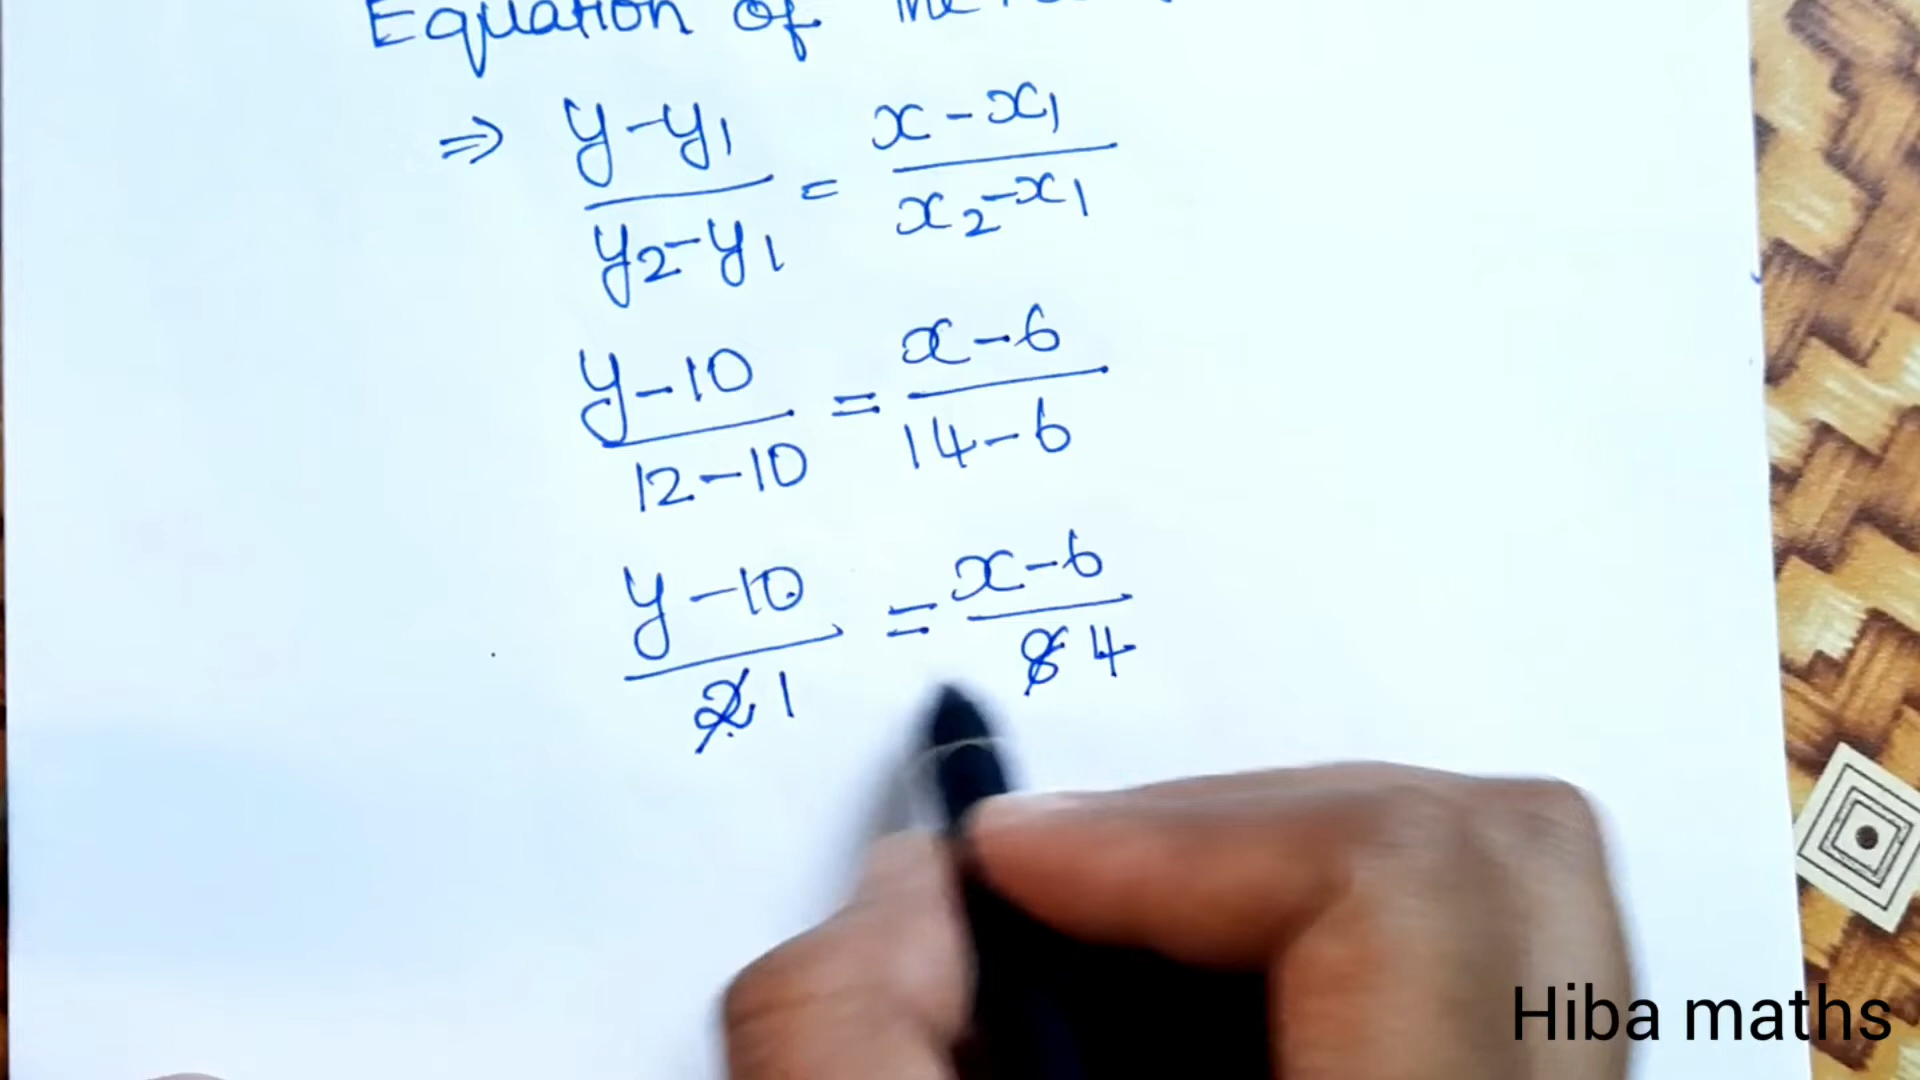 Equation of the
⇒ y-y1 / y2-y1 = x-x1 / x2-x1
y-10 / 12-10 = x-6 / 14-6
y-10 / 2 1 = x-6 / 8 4
Hiba maths